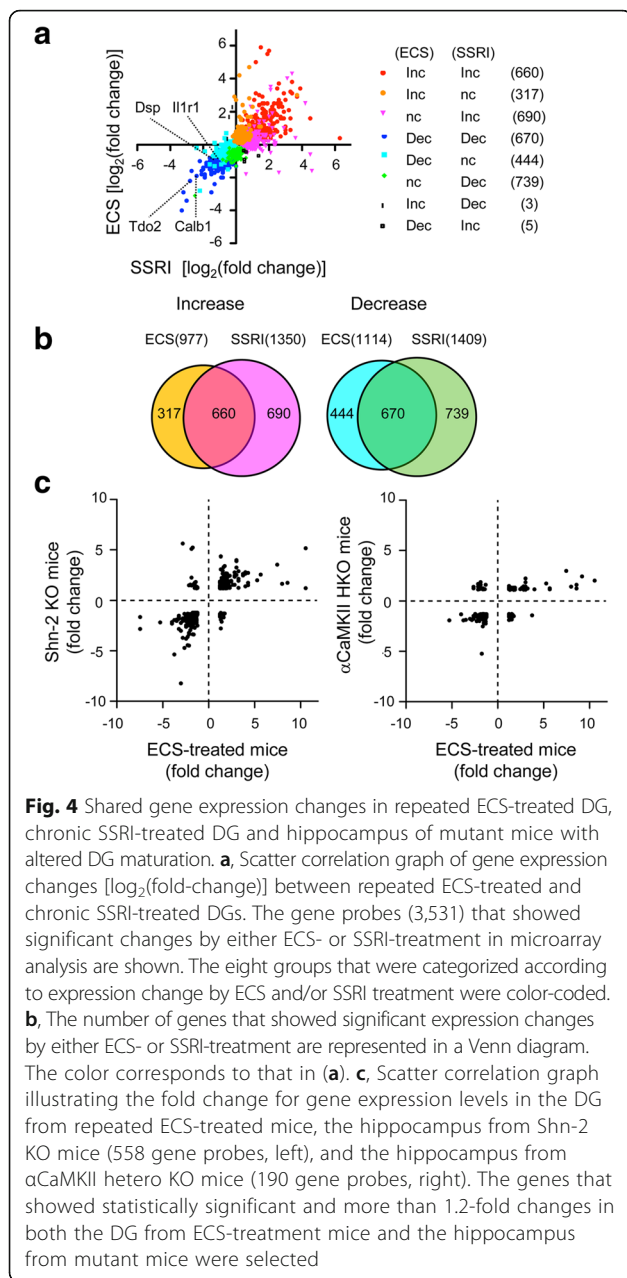 a
(ECS) (SSRI)
Inc Inc (660)
Inc nc (317)
nc Inc (690)
Dec Dec (670)
Dec nc (444)
nc Dec (739)
Inc Dec (3)
Dec Inc (5)
ECS [log2(fold change)]
6
4
2
-6 -4 -2 0 2 4 6
-2
-4
-6
Dsp Il1r1
Tdo2 Calb1
SSRI [log2(fold change)]
b
Increase Decrease
ECS(977) SSRI(1350) ECS(1114) SSRI(1409)
317 660 690 444 670 739
c
Shn-2 KO mice
(fold change)
10
5
0
-5
-10
-10 -5 0 5 10
ECS-treated mice
(fold change)
αCaMKII HKO mice
(fold change)
10
5
0
-5
-10
-10 -5 0 5 10
ECS-treated mice
(fold change)
Fig. 4 Shared gene expression changes in repeated ECS-treated DG,
chronic SSRI-treated DG and hippocampus of mutant mice with
altered DG maturation. a, Scatter correlation graph of gene expression
changes [log2(fold-change)] between repeated ECS-treated and
chronic SSRI-treated DGs. The gene probes (3,531) that showed
significant changes by either ECS- or SSRI-treatment in microarray
analysis are shown. The eight groups that were categorized according
to expression change by ECS and/or SSRI treatment were color-coded.
b, The number of genes that showed significant expression changes
by either ECS- or SSRI-treatment are represented in a Venn diagram.
The color corresponds to that in (a). c, Scatter correlation graph
illustrating the fold change for gene expression levels in the DG
from repeated ECS-treated mice, the hippocampus from Shn-2
KO mice (558 gene probes, left), and the hippocampus from
αCaMKII hetero KO mice (190 gene probes, right). The genes that
showed statistically significant and more than 1.2-fold changes in
both the DG from ECS-treatment mice and the hippocampus
from mutant mice were selected